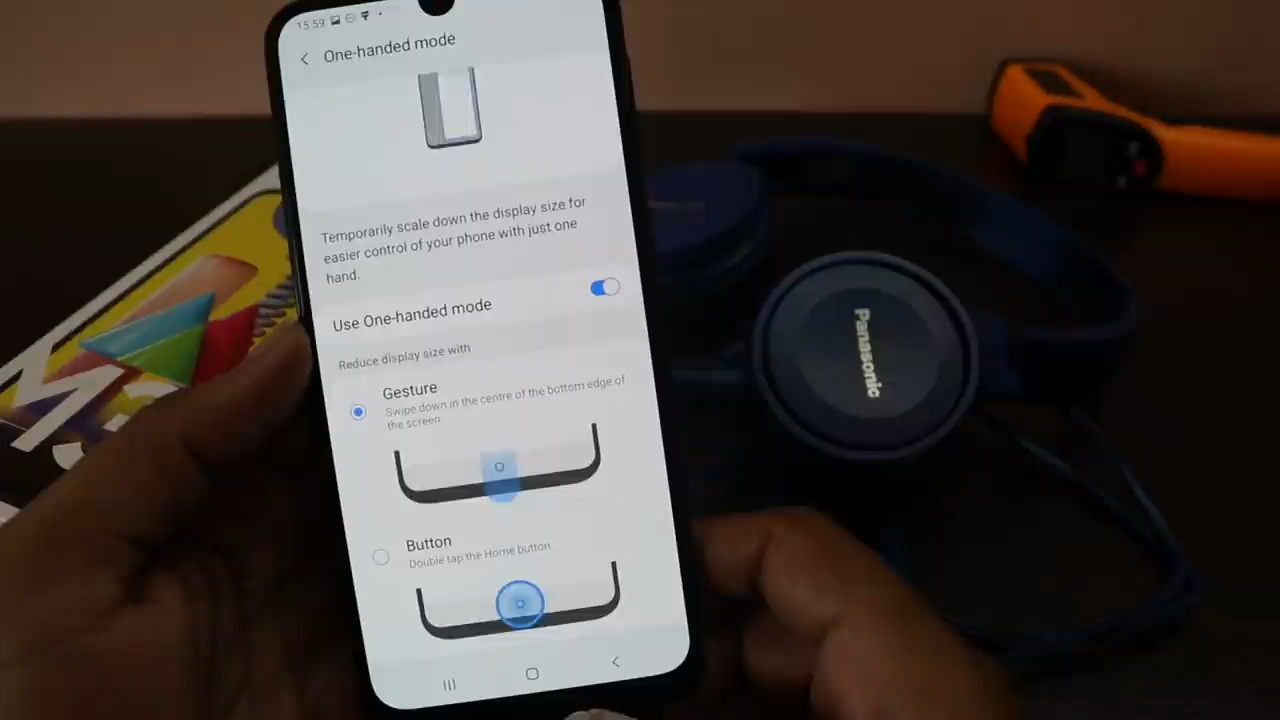 15:59
One-handed mode
Temporarily scale down the display size for
easier control of your phone with just one
hand.
Use One-handed mode
Reduce display size with
Gesture
Swipe down in the centre of the bottom edge of
the screen.
Button
Double tap the Home button.
Panasonic